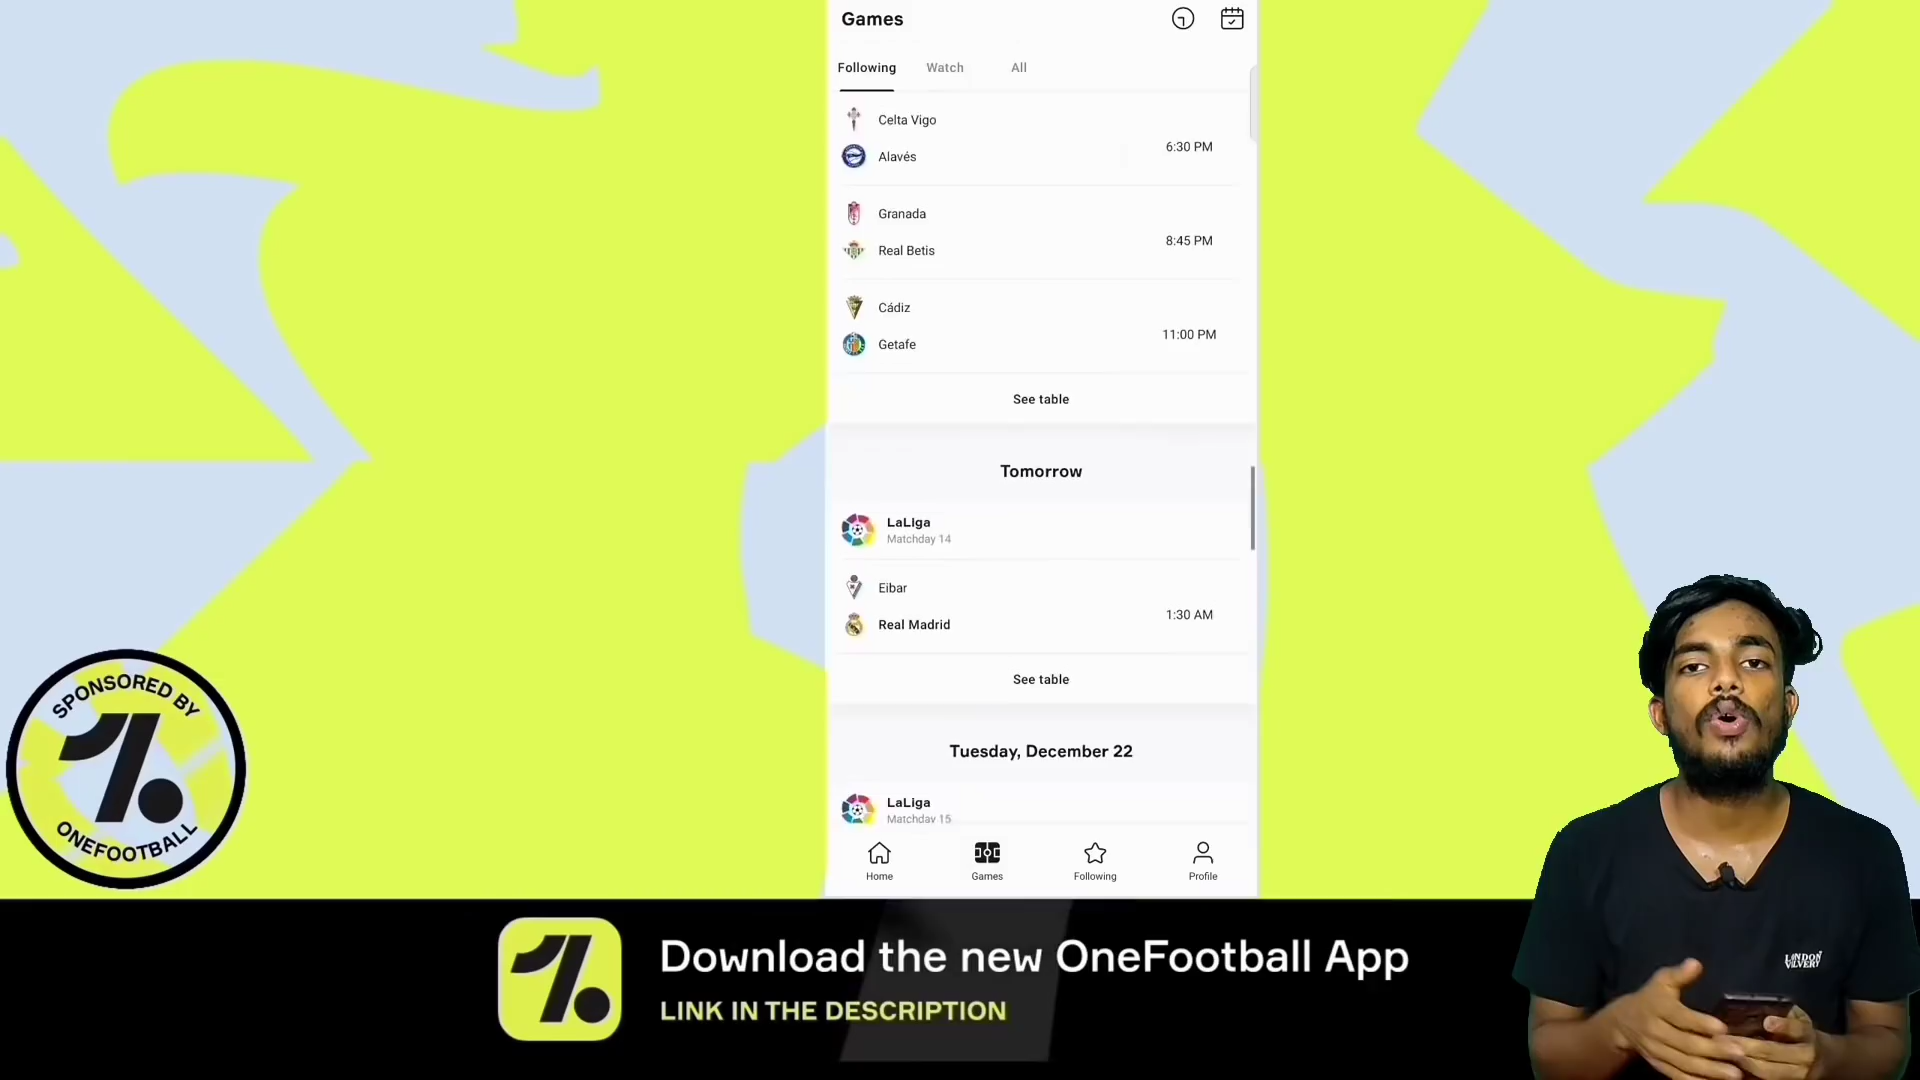 Games
Following
Watch
All
Celta Vigo
Alavés
6:30 PM
Granada
Real Betis
8:45 PM
Cádiz
Getafe
11:00 PM
See table
Tomorrow
LaLiga
Matchday 14
Eibar
Real Madrid
1:30 AM
See table
Tuesday, December 22
LaLiga
Matchday 15
Home
Games
Following
Profile
SPONSORED BY
ONEFOOTBALL
Download the new OneFootball App
LINK IN THE DESCRIPTION